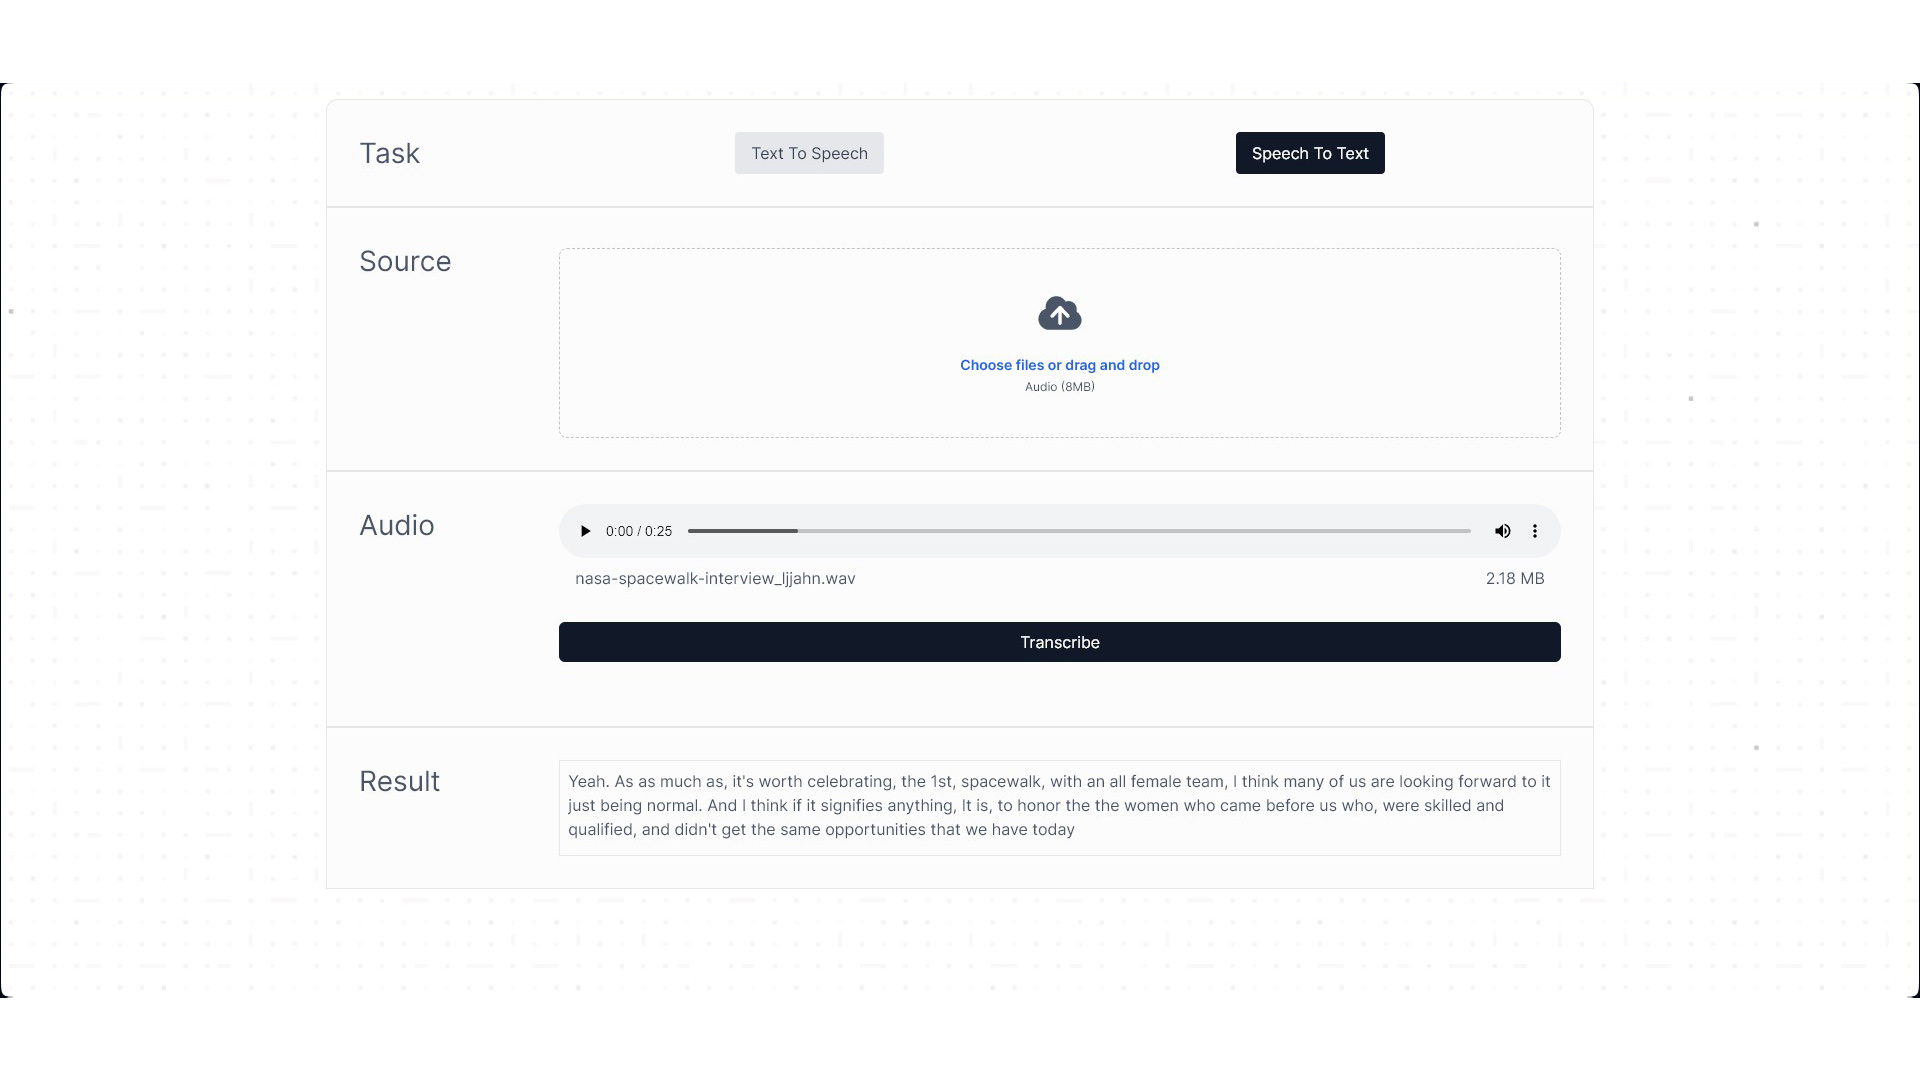 Task
Text To Speech
Speech To Text
Source
Choose files or drag and drop
Audio (8MB)
Audio
0:00 / 0:25
nasa-spacewalk-interview_ljjahn.wav
2.18 MB
Transcribe
Result
Yeah. As as much as, it's worth celebrating, the 1st, spacewalk, with an all female team, I think many of us are looking forward to it
just being normal. And I think if it signifies anything, It is, to honor the the women who came before us who, were skilled and
qualified, and didn't get the same opportunities that we have today